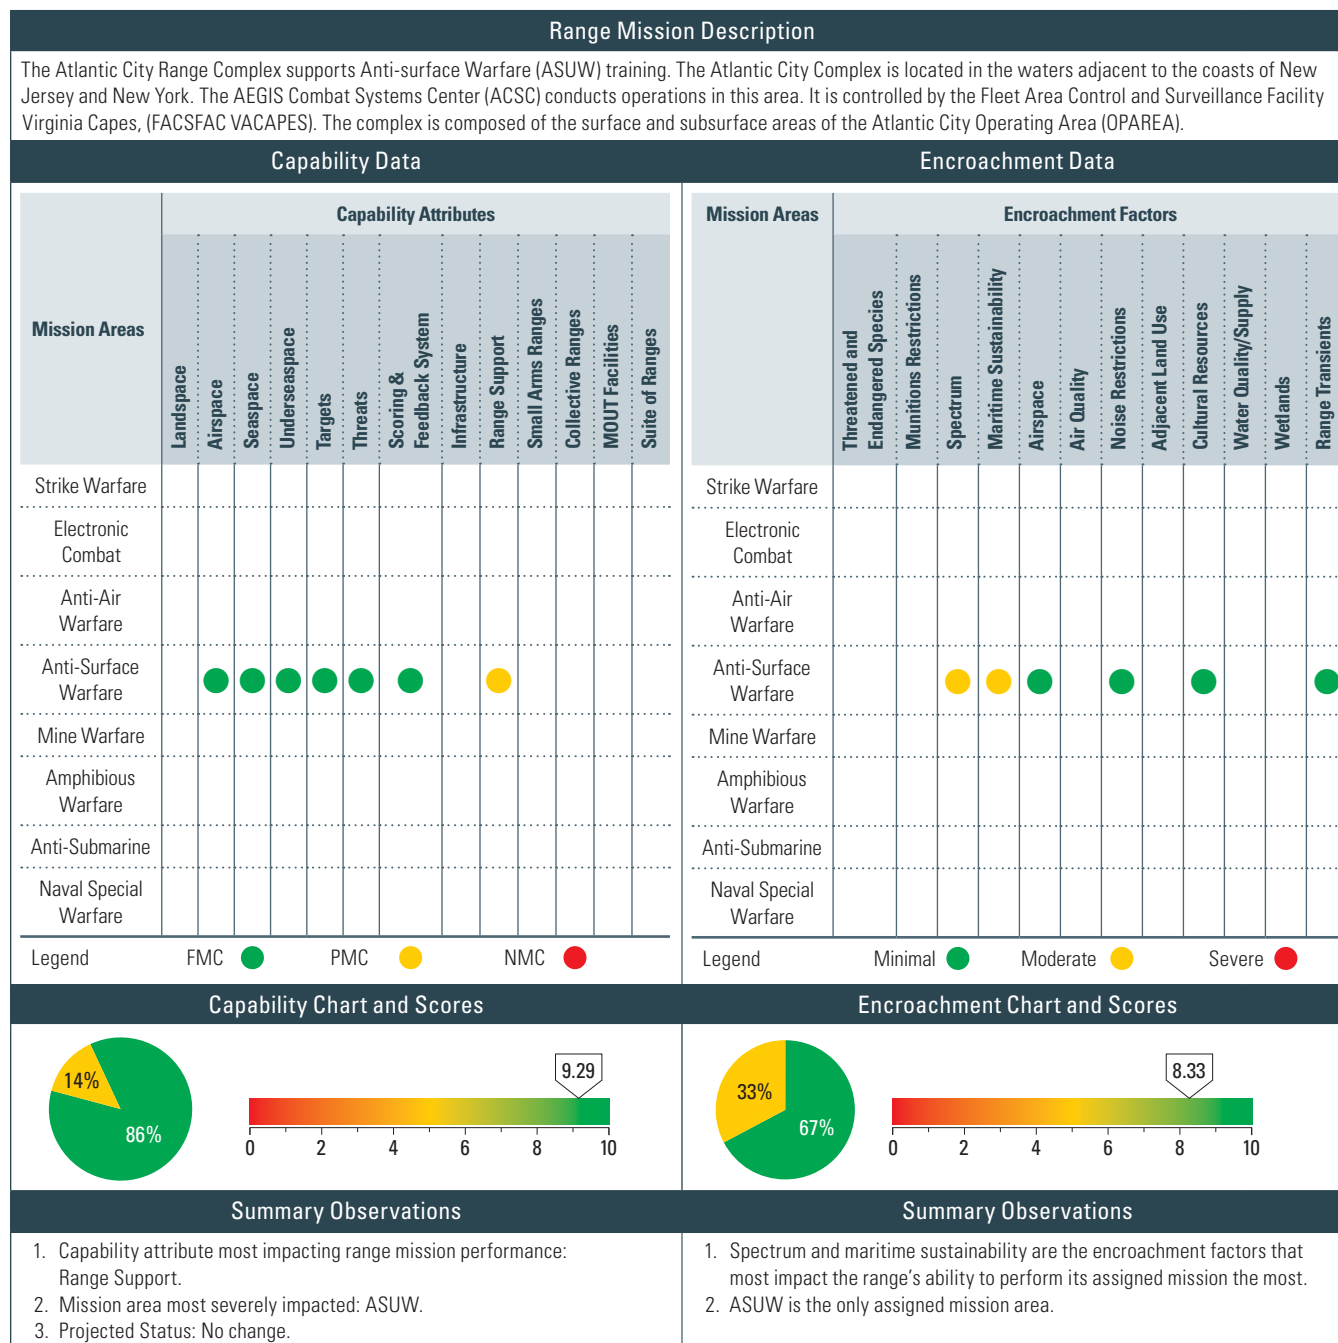 Range Mission Description
The Atlantic City Range Complex supports Anti-surface Warfare (ASUW) training. The Atlantic City Complex is located in the waters adjacent to the coasts of New
Jersey and New York. The AEGIS Combat Systems Center (ACSC) conducts operations in this area. It is controlled by the Fleet Area Control and Surveillance Facility
Virginia Capes, (FACSFAC VACAPES). The complex is composed of the surface and subsurface areas of the Atlantic City Operating Area (OPAREA).
Capability Data
Mission Areas
Capability Attributes
Landspace
Airspace
Seaspace
Underseaspace
Targets
Threats
Scoring &
Feedback System
Infrastructure
Range Support
Small Arms Ranges
Collective Ranges
MOUT Facilities
Suite of Ranges
Strike Warfare
Electronic
Combat
Anti-Air
Warfare
Anti-Surface
Warfare
Mine Warfare
Amphibious
Warfare
Anti-Submarine
Naval Special
Warfare
Legend FMC PMC NMC
Encroachment Data
Mission Areas
Encroachment Factors
Threatened and
Endangered Species
Munitions Restrictions
Spectrum
Maritime Sustainability
Airspace
Air Quality
Noise Restrictions
Adjacent Land Use
Cultural Resources
Water Quality/Supply
Wetlands
Range Transients
Strike Warfare
Electronic
Combat
Anti-Air
Warfare
Anti-Surface
Warfare
Mine Warfare
Amphibious
Warfare
Anti-Submarine
Naval Special
Warfare
Legend Minimal Moderate Severe
Capability Chart and Scores
14%
86%
9.29
0 2 4 6 8 10
Encroachment Chart and Scores
33%
67%
8.33
0 2 4 6 8 10
Summary Observations
1. Capability attribute most impacting range mission performance:
Range Support.
2. Mission area most severely impacted: ASUW.
3. Projected Status: No change.
Summary Observations
1. Spectrum and maritime sustainability are the encroachment factors that
most impact the range's ability to perform its assigned mission the most.
2. ASUW is the only assigned mission area.